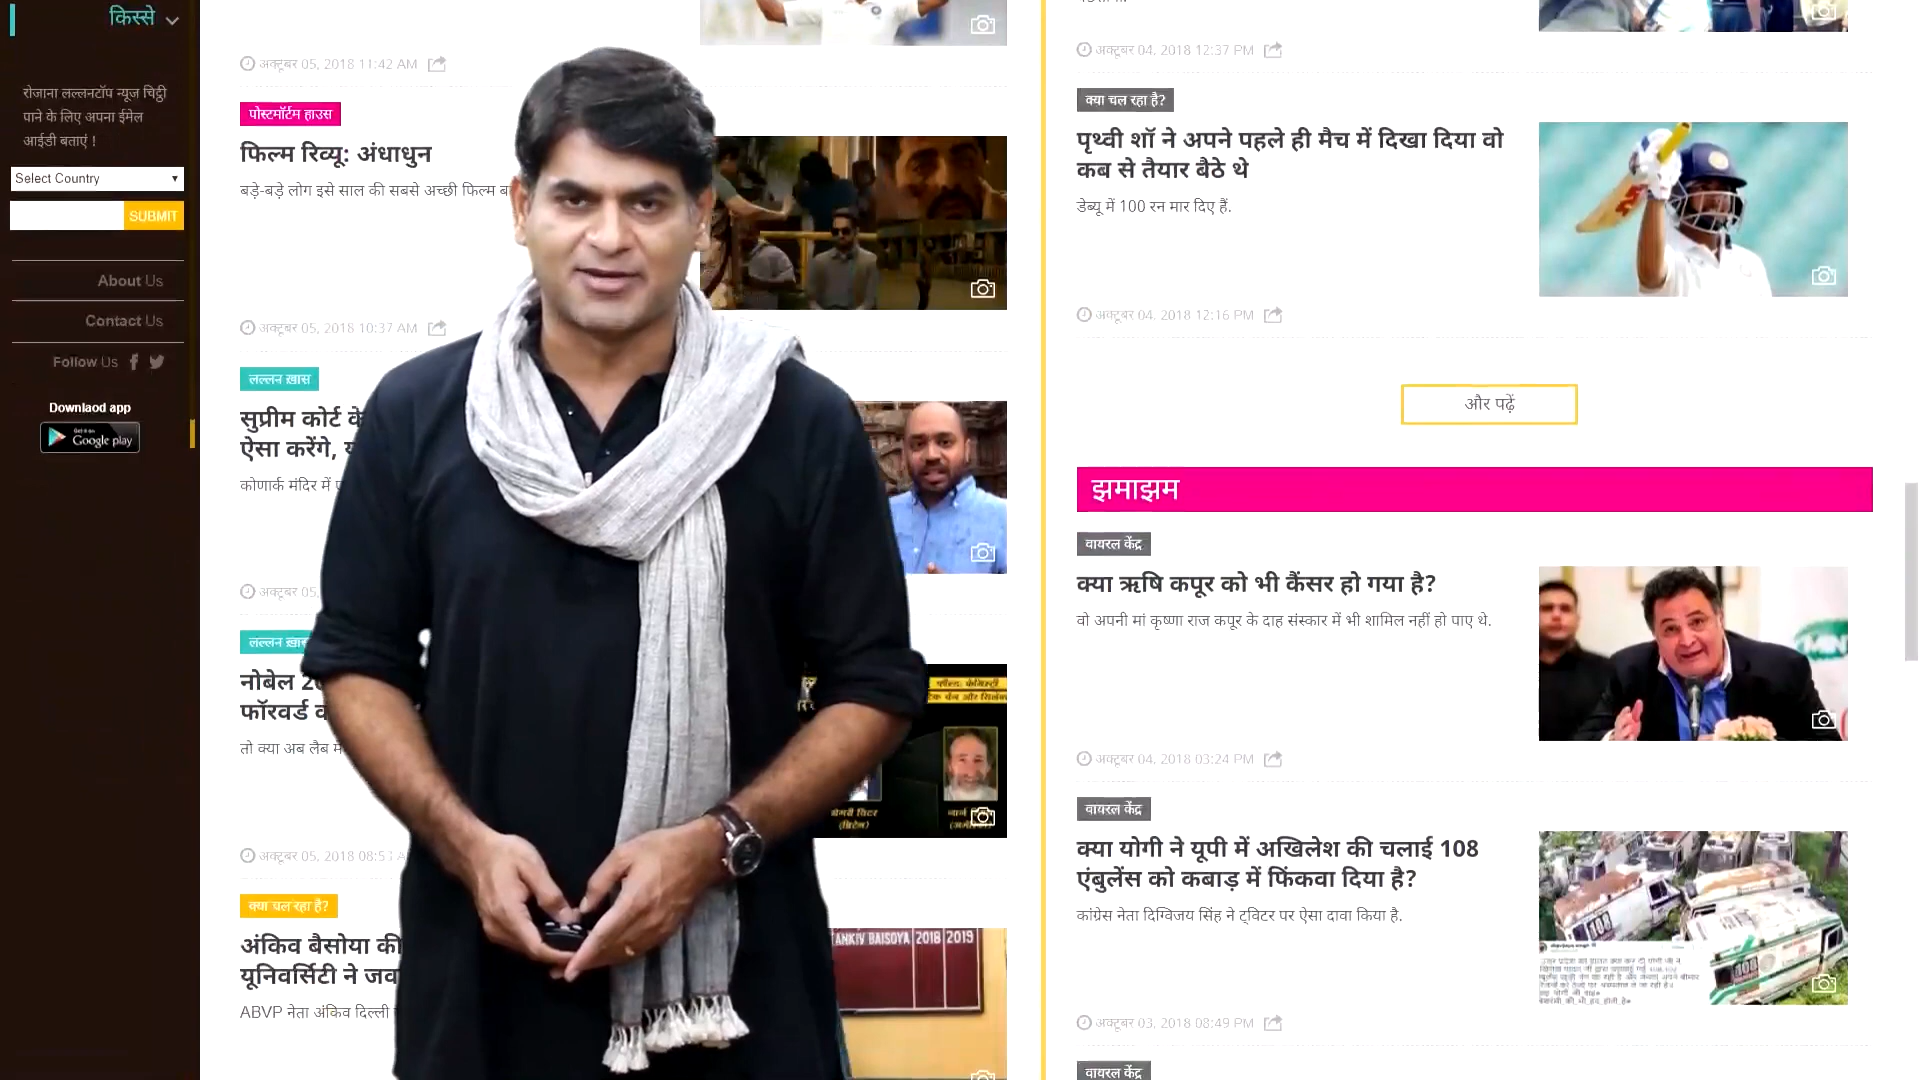 किस्से
रोजाना लल्लनटॉप न्यूज चिट्ठी
पाने के लिए अपना ईमेल
आईडी बताएं !
Select Country
SUBMIT
About Us
Contact Us
Follow Us
Downlaod app
Get it on
Google play
अक्टूबर 05, 2018 11:42 AM
पोस्टमॉर्टम हाउस
फिल्म रिव्यू: अंधाधुन
बड़े-बड़े लोग इसे साल की सबसे अच्छी फिल्म
अक्टूबर 05, 2018 10:37 AM
लल्लन ख़ास
सुप्रीम कोर्ट के
ऐसा करेंगे,
कोणार्क मंदिर में
अक्टूबर 05,
लल्लन ख़ास
नोबेल
फॉरवर्ड
तो क्या अब लैब में
अक्टूबर 05, 2018
क्या चल रहा है?
अंकिव बैसोया की
यूनिवर्सिटी ने
ABVP नेता अंकिव दिल्ली
ANKIV BAISOYA 2018 2019
अक्टूबर 04, 2018 12:37 PM
क्या चल रहा है?
पृथ्वी शॉ ने अपने पहले ही मैच में दिखा दिया वो
कब से तैयार बैठे थे
डेब्यू में 100 रन मार दिए हैं.
अक्टूबर 04, 2018 12:16 PM
और पढ़ें
झमाझम
वायरल केंद्र
क्या ऋषि कपूर को भी कैंसर हो गया है?
वो अपनी मां कृष्णा राज कपूर के दाह संस्कार में भी शामिल नहीं हो पाए थे.
अक्टूबर 04, 2018 03:24 PM
वायरल केंद्र
क्या योगी ने यूपी में अखिलेश की चलाई 108
एंबुलेंस को कबाड़ में फिंकवा दिया है?
कांग्रेस नेता दिग्विजय सिंह ने ट्विटर पर ऐसा दावा किया है.
108
अक्टूबर 03, 2018 08:49 PM
वायरल केंद्र